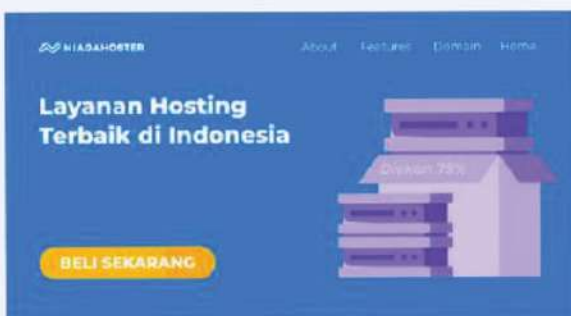 NIAGAHOSTER
About Features Domain Home
Layanan Hosting
Terbaik di Indonesia
Diskon 75%
BELI SEKARANG